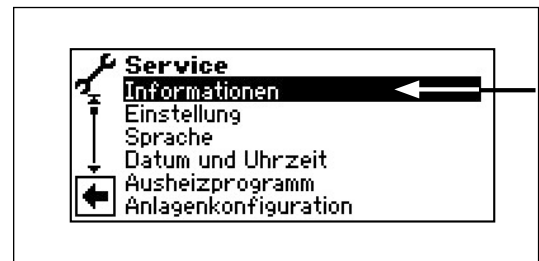 Service
Informationen
Einstellung
Sprache
Datum und Uhrzeit
Ausheizprogramm
Anlagenkonfiguration